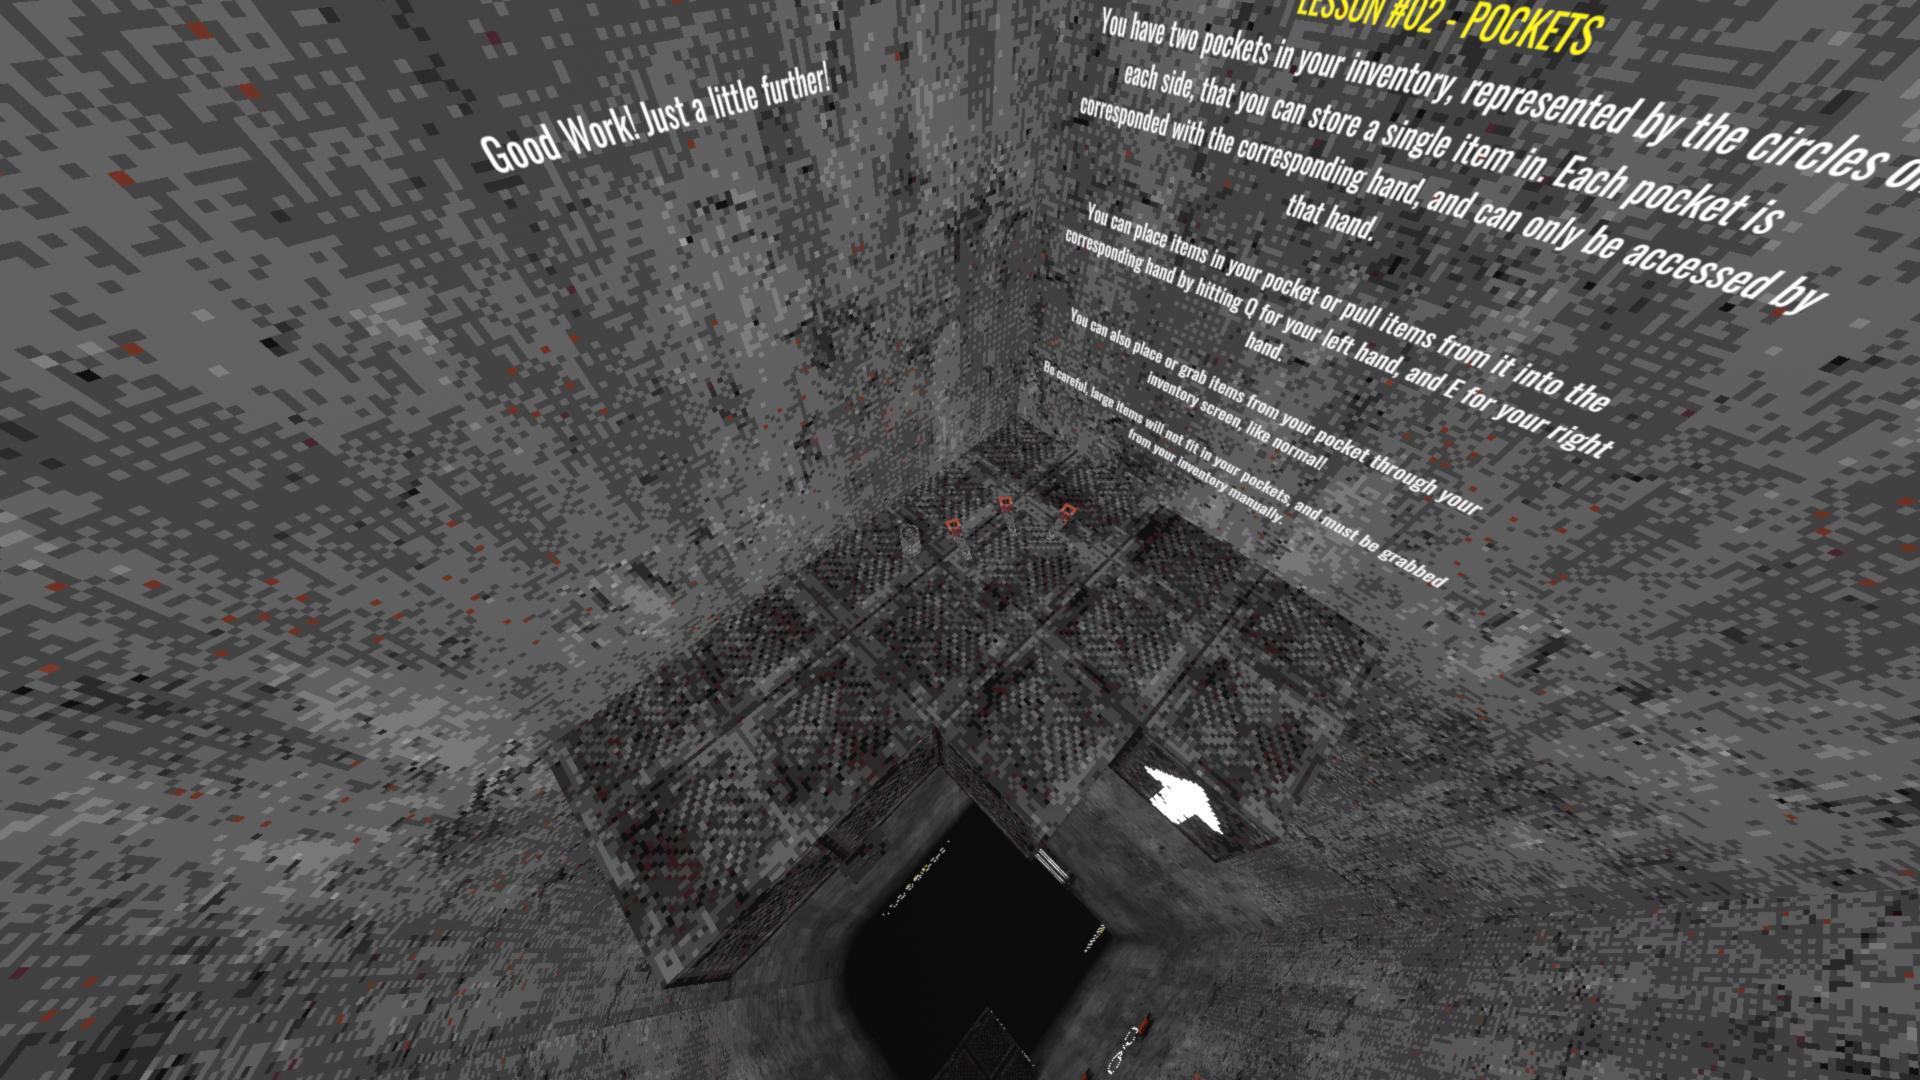 Good Work! Just a little further!
LESSON #02 - POCKETS
You have two pockets in your inventory, represented by the circles on
each side, that you can store a single item in. Each pocket is
corresponded with the corresponding hand, and can only be accessed by
that hand.
You can place items in your pocket or pull items from it into the
corresponding hand by hitting Q for your left hand, and E for your right
hand.
You can also place or grab items from your pocket through your
inventory screen, like normal!
Be careful, large items will not fit in your pockets, and must be grabbed
from your inventory manually.